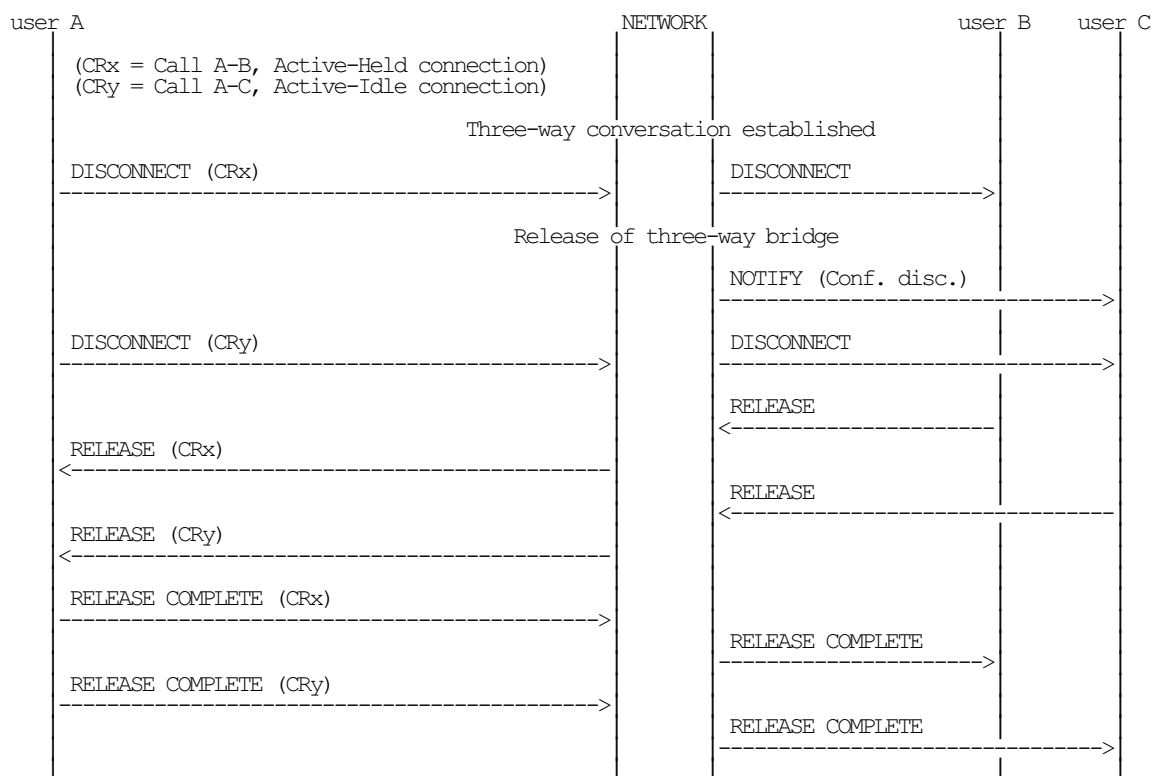 user A NETWORK user B user C
(CRx = Call A-B, Active-Held connection)
(CRy = Call A-C, Active-Idle connection)
Three-way conversation established
DISCONNECT (CRx) DISCONNECT
Release of three-way bridge
NOTIFY (Conf. disc.)
DISCONNECT (CRy) DISCONNECT
RELEASE
RELEASE (CRx)
RELEASE
RELEASE (CRy)
RELEASE COMPLETE (CRx)
RELEASE COMPLETE
RELEASE COMPLETE (CRy)
RELEASE COMPLETE